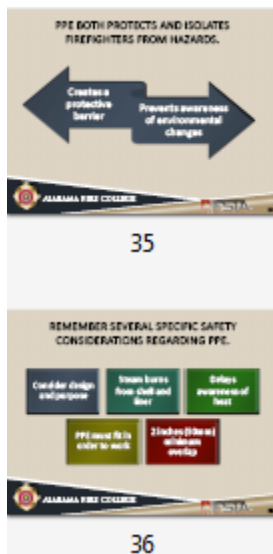 PPE BOTH PROTECTS AND ISOLATES
FIREFIGHTERS FROM HAZARDS.
Creates a
protective
barrier
Prevents awareness
of environmental
changes
ALABAMA FIRE COLLEGE
IFSTA
35
REMEMBER SEVERAL SPECIFIC SAFETY
CONSIDERATIONS REGARDING PPE.
Consider design
and purpose
Steam burns
from shell and
liner
Delays
awareness of
heat
PPE must fit in
order to work
2 inches (50mm)
minimum
overlap
ALABAMA FIRE COLLEGE
IFSTA
36